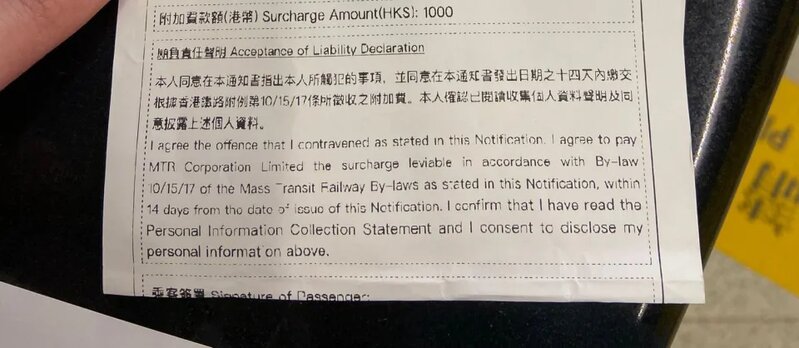 附加費款額(港幣) Surcharge Amount(HK$): 1000
負責任聲明 Acceptance of Liability Declaration
本人同意在本通知書指出本人所觸犯的事項，並同意在本通知書發出日期之十四天內繳交
根據香港鐵路附例第10/15/17條所徵收之附加費。本人確認已閱讀收集個人資料聲明及同
意披露上述個人資料。
I agree the offence that I contravened as stated in this Notification. I agree to pay
MTR Corporation Limited the surcharge leviable in accordance with By-law
10/15/17 of the Mass Transit Railway By-laws as stated in this Notification, within
14 days from the date of issue of this Notification. I confirm that I have read the
Personal Information Collection Statement and I consent to disclose my
personal information above.
乘客簽署 Signature of Passenger: